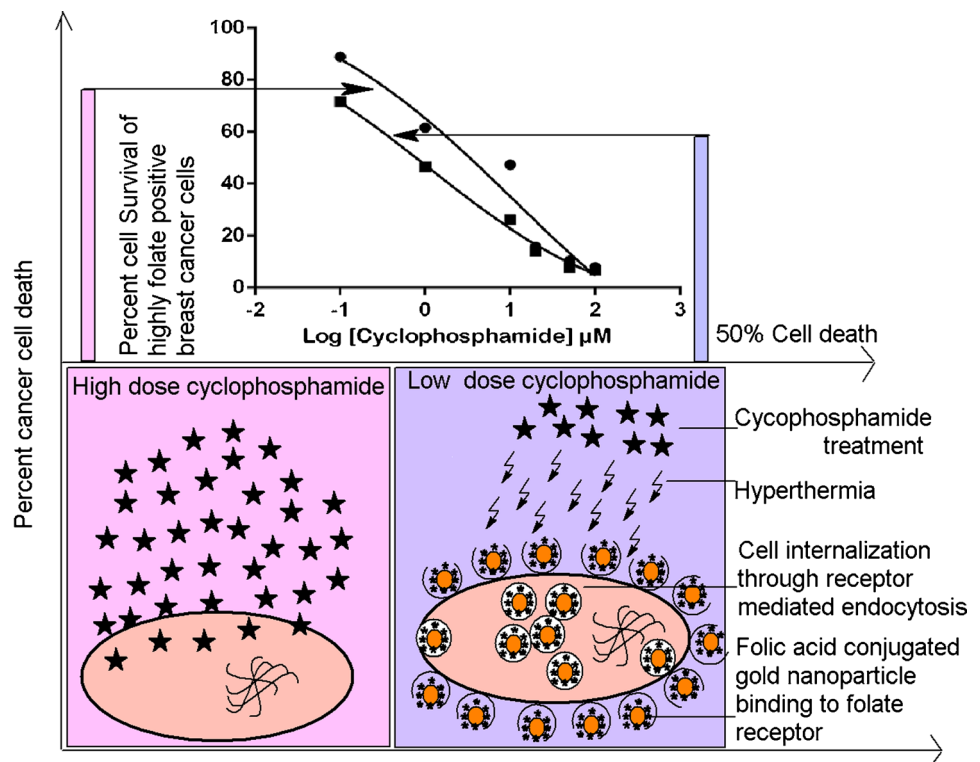 Percent cancer cell death
Percent cell Survival of
highly folate positive
breast cancer cells
100
80
60
40
20
0
-2
-1
0
1
2
3
Log [Cyclophosphamide] µM
50% Cell death
High dose cyclophosphamide
Low dose cyclophosphamide
Cycophosphamide
treatment
Hyperthermia
Cell internalization
through receptor
mediated endocytosis
Folic acid conjugated
gold nanoparticle
binding to folate
receptor